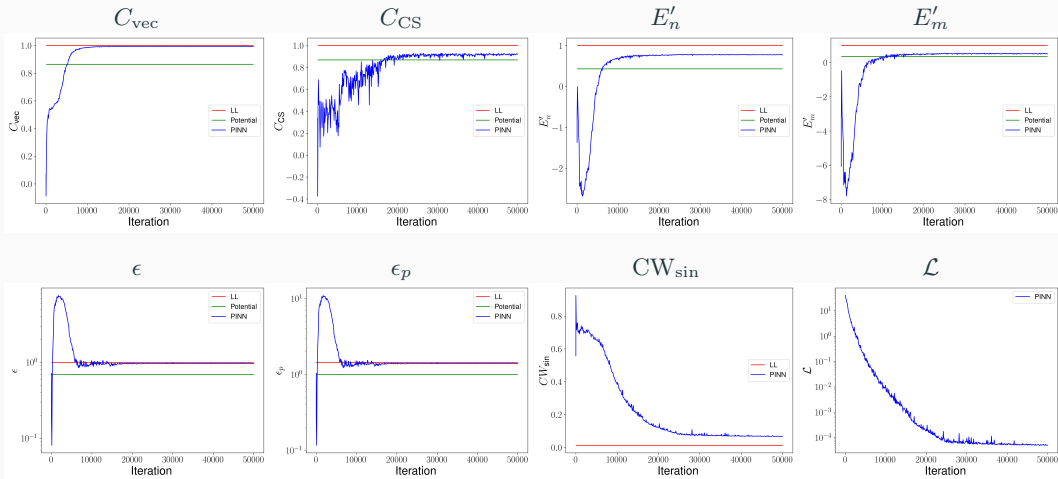 C_vec C_CS E'_n E'_m
1.0
0.8
0.6
0.4
0.2
0.0
C_vec
LL
Potential
PINN
0 10000 20000 30000 40000 50000
Iteration
1.0
0.8
0.6
0.4
0.2
0.0
−0.2
−0.4
C_CS
LL
Potential
PINN
0 10000 20000 30000 40000 50000
Iteration
1
0
−1
−2
E'_n
LL
Potential
PINN
0 10000 20000 30000 40000 50000
Iteration
0
−2
−4
−6
−8
E'_m
LL
Potential
PINN
0 10000 20000 30000 40000 50000
Iteration
ϵ ϵ_p CW_sin ℒ
10^0
10^−1
ϵ
LL
Potential
PINN
0 10000 20000 30000 40000 50000
Iteration
10^1
10^0
10^−1
ϵ_p
LL
Potential
PINN
0 10000 20000 30000 40000 50000
Iteration
0.8
0.6
0.4
0.2
0.0
CW_sin
LL
PINN
0 10000 20000 30000 40000 50000
Iteration
10^1
10^0
10^−1
10^−2
10^−3
10^−4
ℒ
PINN
0 10000 20000 30000 40000 50000
Iteration